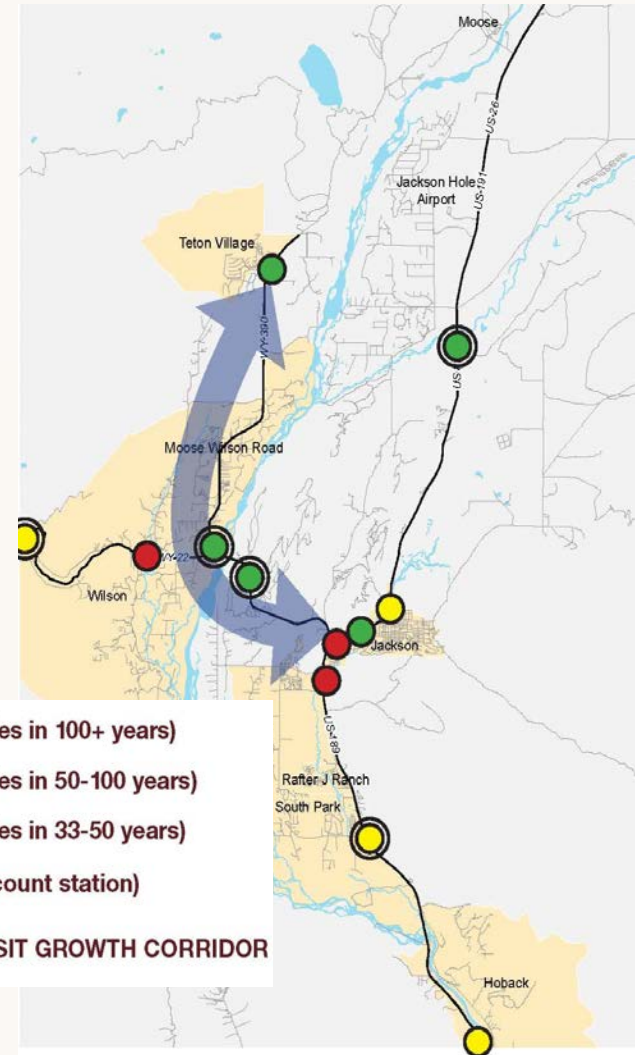 Moose
US-26
US-191
Jackson Hole
Airport
Teton Village
WY-390
Moose Wilson Road
WY-22
Wilson
Jackson
US-189
Rafter J Ranch
South Park
Hoback
es in 100+ years)
es in 50-100 years)
es in 33-50 years)
count station)
SIT GROWTH CORRIDOR